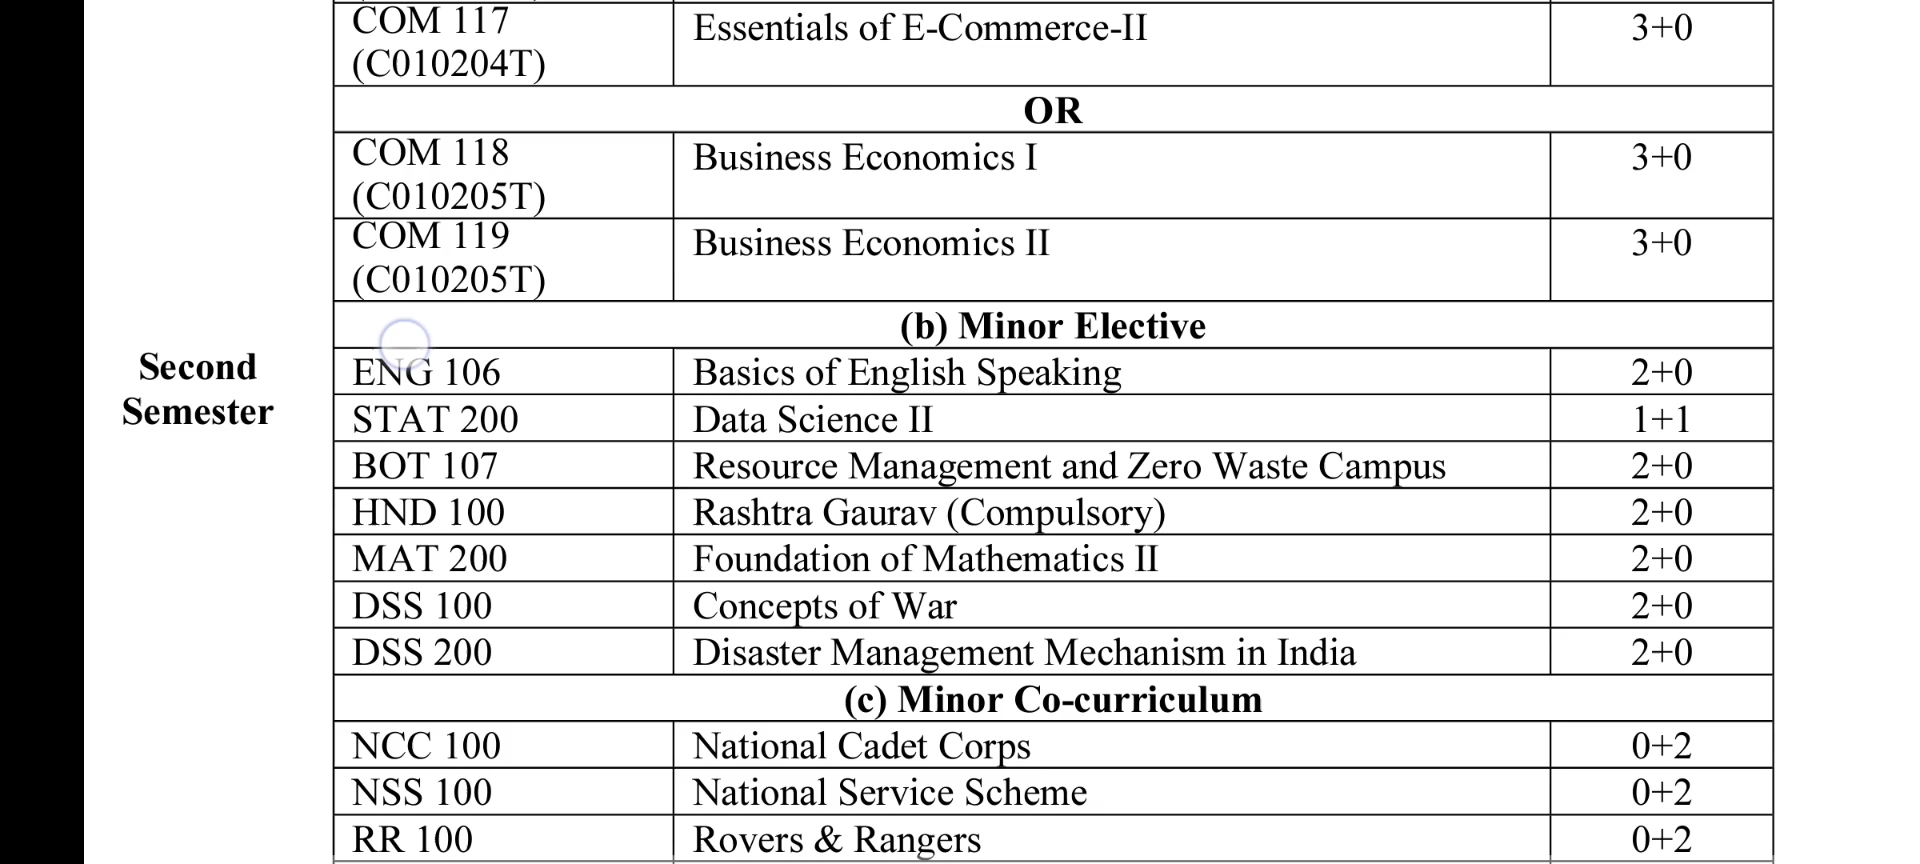 COM 117
(C010204T)
Essentials of E-Commerce-II
3+0
OR
COM 118
(C010205T)
Business Economics I
3+0
COM 119
(C010205T)
Business Economics II
3+0
(b) Minor Elective
Second
Semester
ENG 106
Basics of English Speaking
2+0
STAT 200
Data Science II
1+1
BOT 107
Resource Management and Zero Waste Campus
2+0
HND 100
Rashtra Gaurav (Compulsory)
2+0
MAT 200
Foundation of Mathematics II
2+0
DSS 100
Concepts of War
2+0
DSS 200
Disaster Management Mechanism in India
2+0
(c) Minor Co-curriculum
NCC 100
National Cadet Corps
0+2
NSS 100
National Service Scheme
0+2
RR 100
Rovers & Rangers
0+2